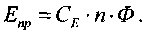 Eпр = CE · n · Ф.